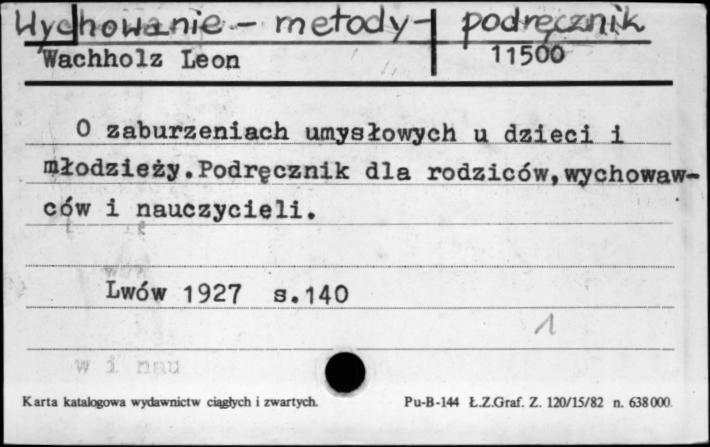 Wychowanie - metody - podręcznik
Wachholz Leon 11500
O zaburzeniach umysłowych u dzieci i
młodzieży.Podręcznik dla rodziców,wychowaw-
ców i nauczycieli.
Lwów 1927 s.140
1
w i nau
Karta katalogowa wydawnictw ciągłych i zwartych. Pu-B-144 Ł.Z.Graf. Z. 120/15/82 n. 638000.